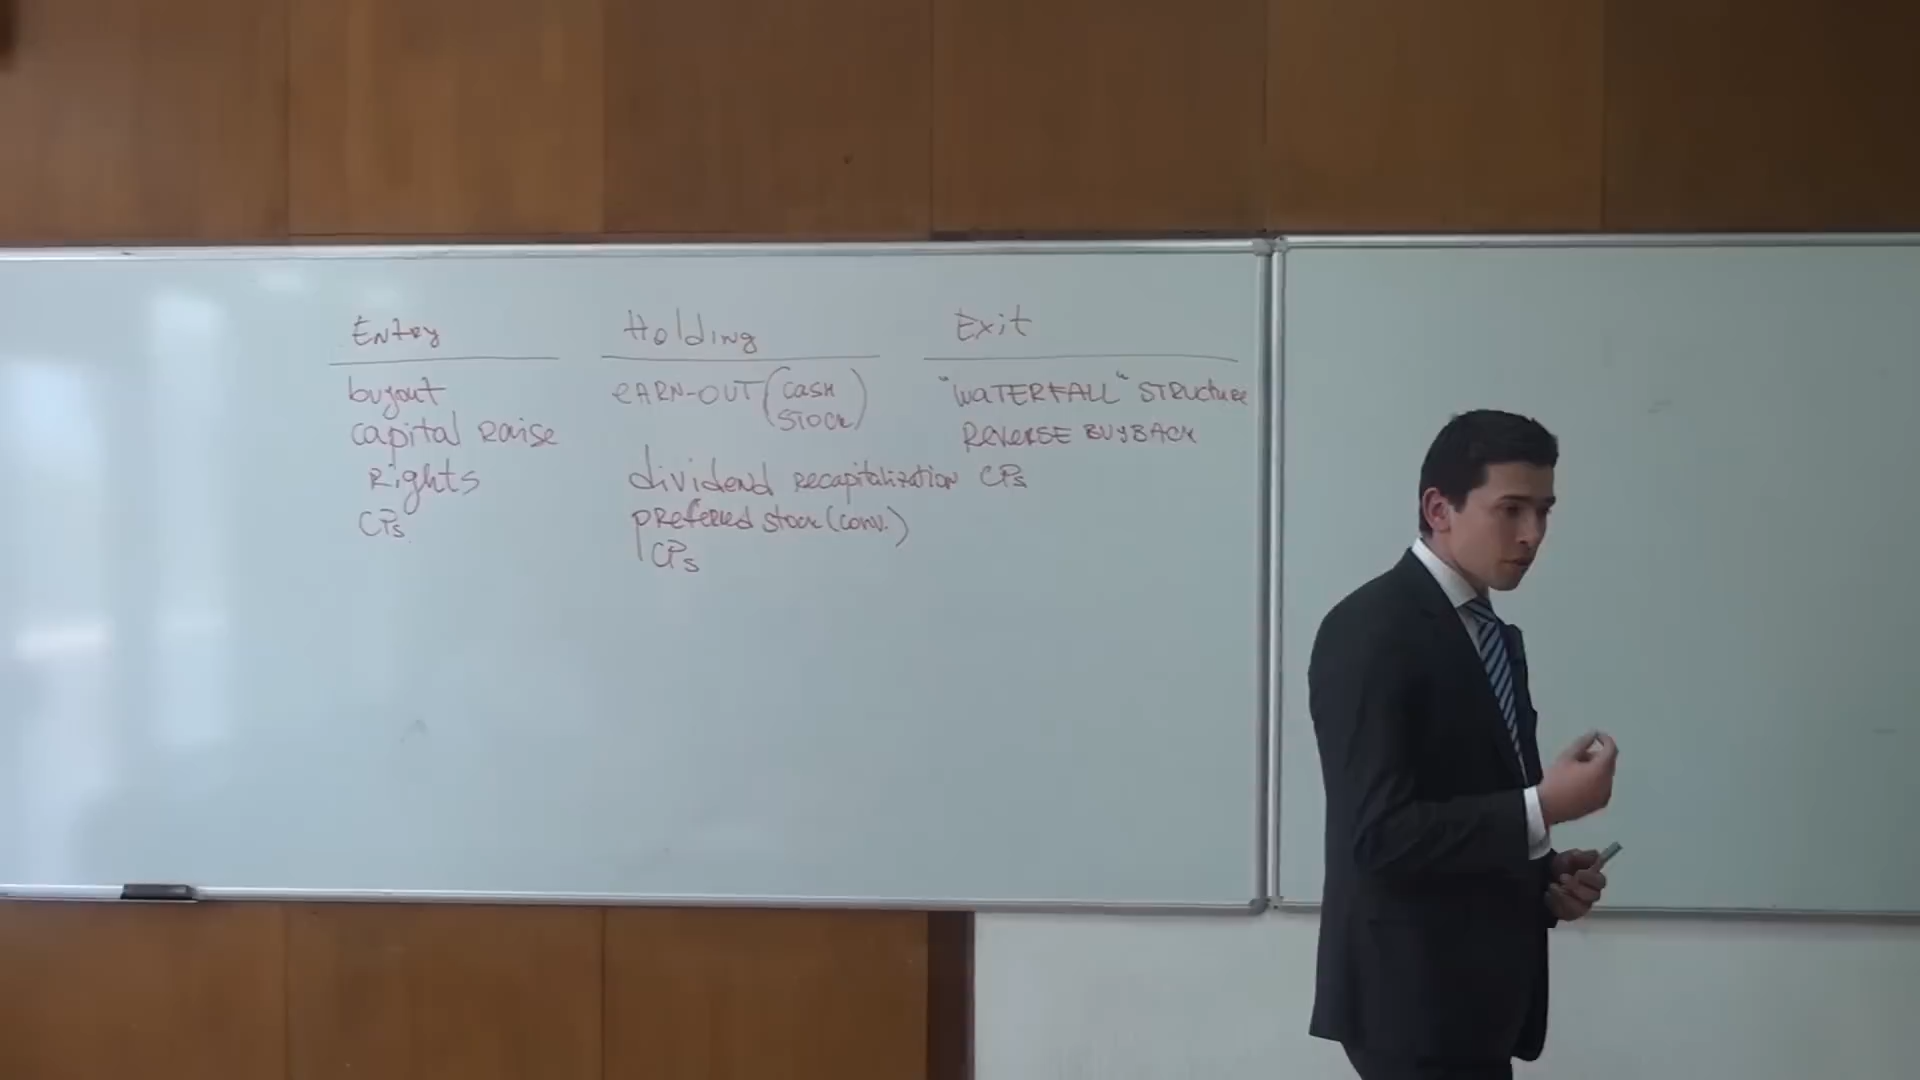 Entry
buyout
capital raise
Rights
CPs
Holding
eARN-OUT (cash
stock)
dividend recapitalization
preferred stock (conv.)
CPs
Exit
"WATERFALL" STRUCTURE
REVERSE BUYBACK
CPs